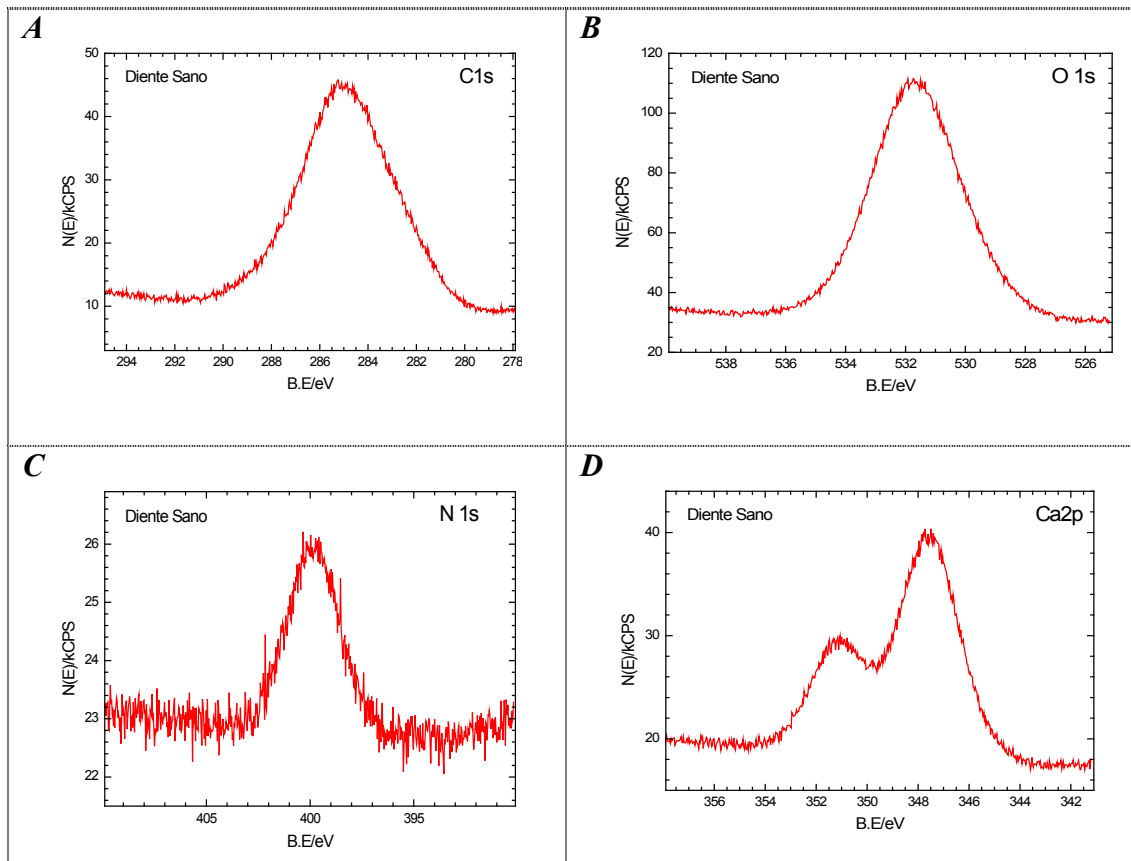 A
Diente Sano
C1s
50
40
30
20
10
N(E)/kCPS
294 292 290 288 286 284 282 280 278
B.E/eV
B
Diente Sano
O 1s
120
100
80
60
40
20
N(E)/kCPS
538 536 534 532 530 528 526
B.E/eV
C
Diente Sano
N 1s
26
25
24
23
22
N(E)/kCPS
405 400 395
B.E/eV
D
Diente Sano
Ca2p
40
30
20
N(E)/kCPS
356 354 352 350 348 346 344 342
B.E/eV